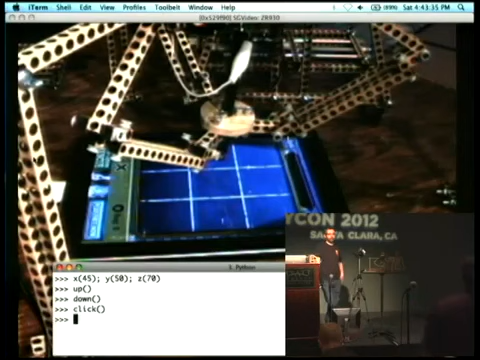 iTerm Shell Edit View Profiles Toolbelt Window Help
Sat 4:43:35 PM
X
O
YCON 2012
SANTA CLARA, CA
Python
>>> x(45); y(50); z(70)
>>> up()
>>> down()
>>> click()
>>>